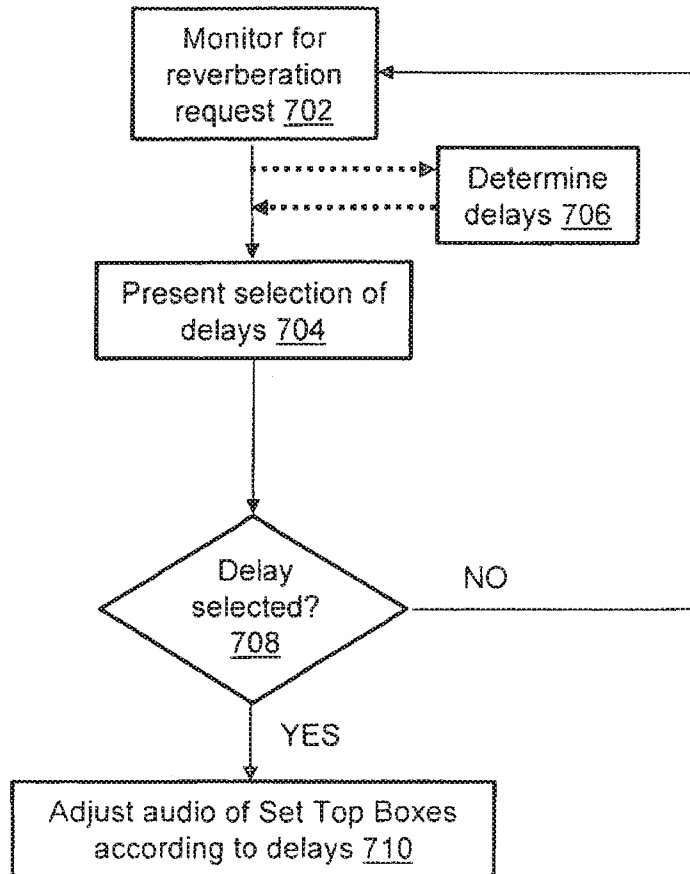 Monitor for
reverberation
request 702
Determine
delays 706
Present selection of
delays 704
Delay
selected?
708
NO
YES
Adjust audio of Set Top Boxes
according to delays 710